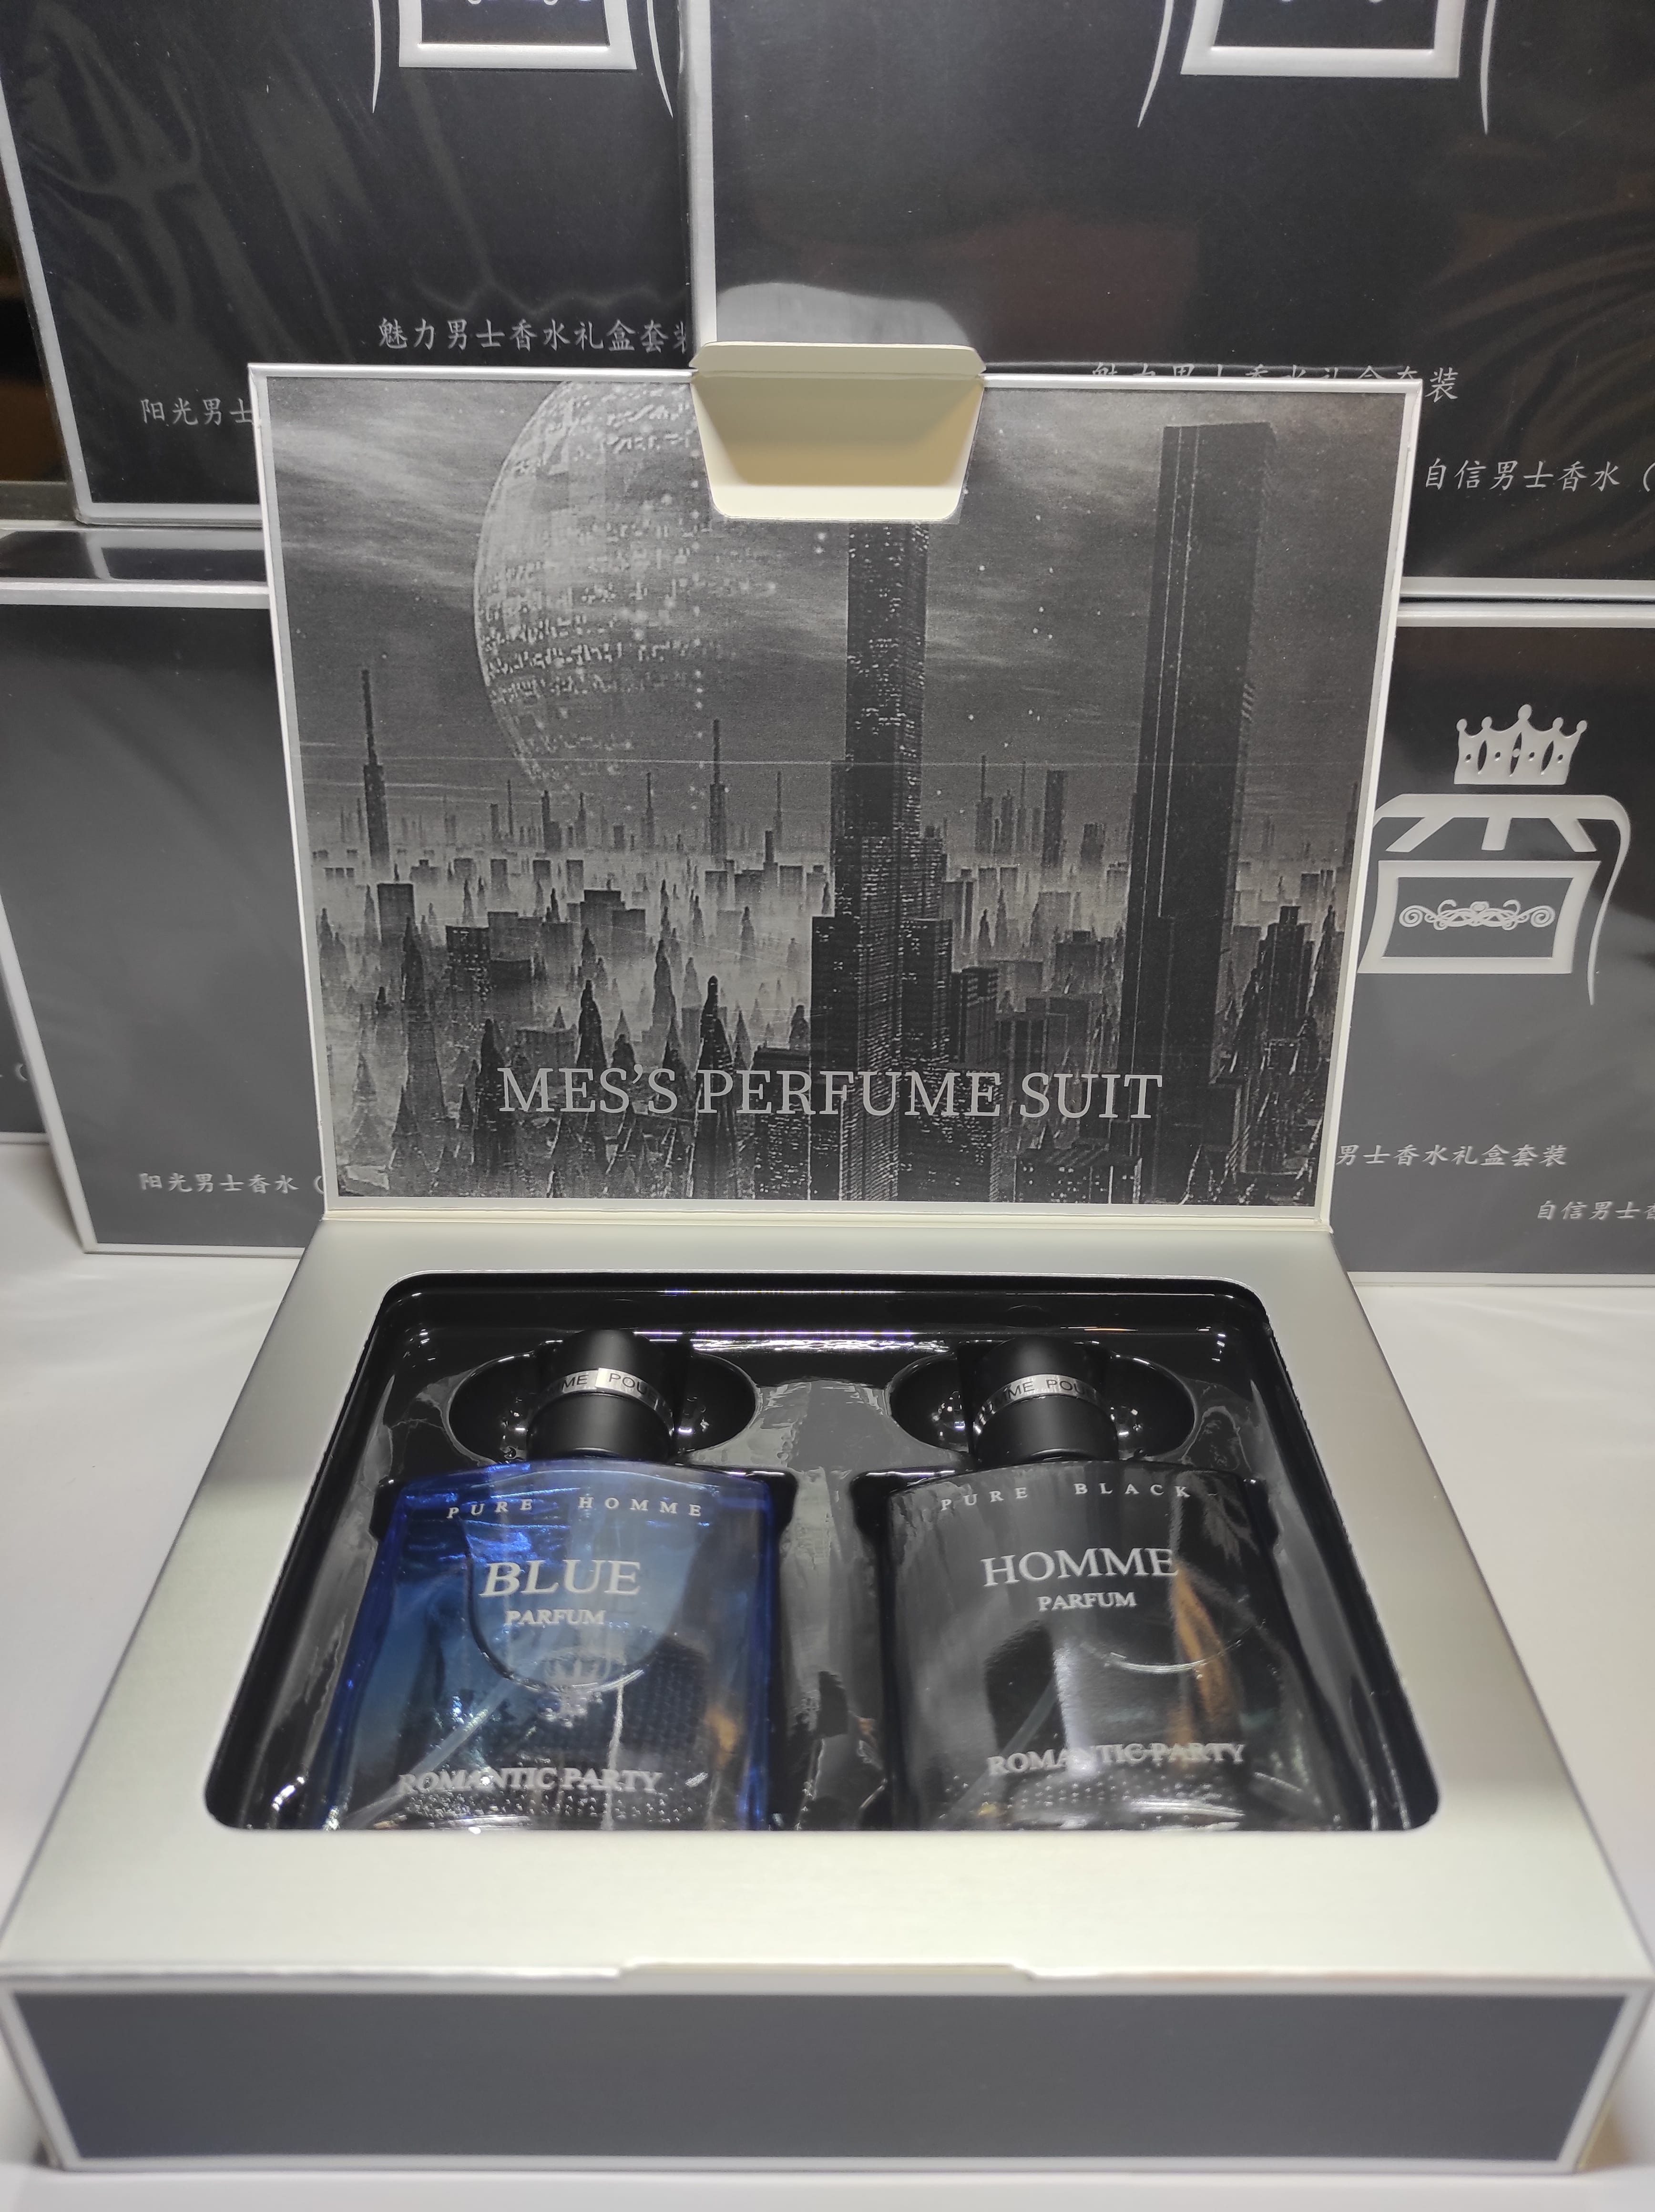 魅力男士香水礼盒套装
阳光男士
装
自信男士香水（
MES'S PERFUME SUIT
阳光男士香水（
男士香水礼盒套装
自信男士香
PURE HOMME
BLUE
PARFUM
ROMANTIC PARTY
PURE BLACK
HOMME
PARFUM
ROMANTIC PARTY